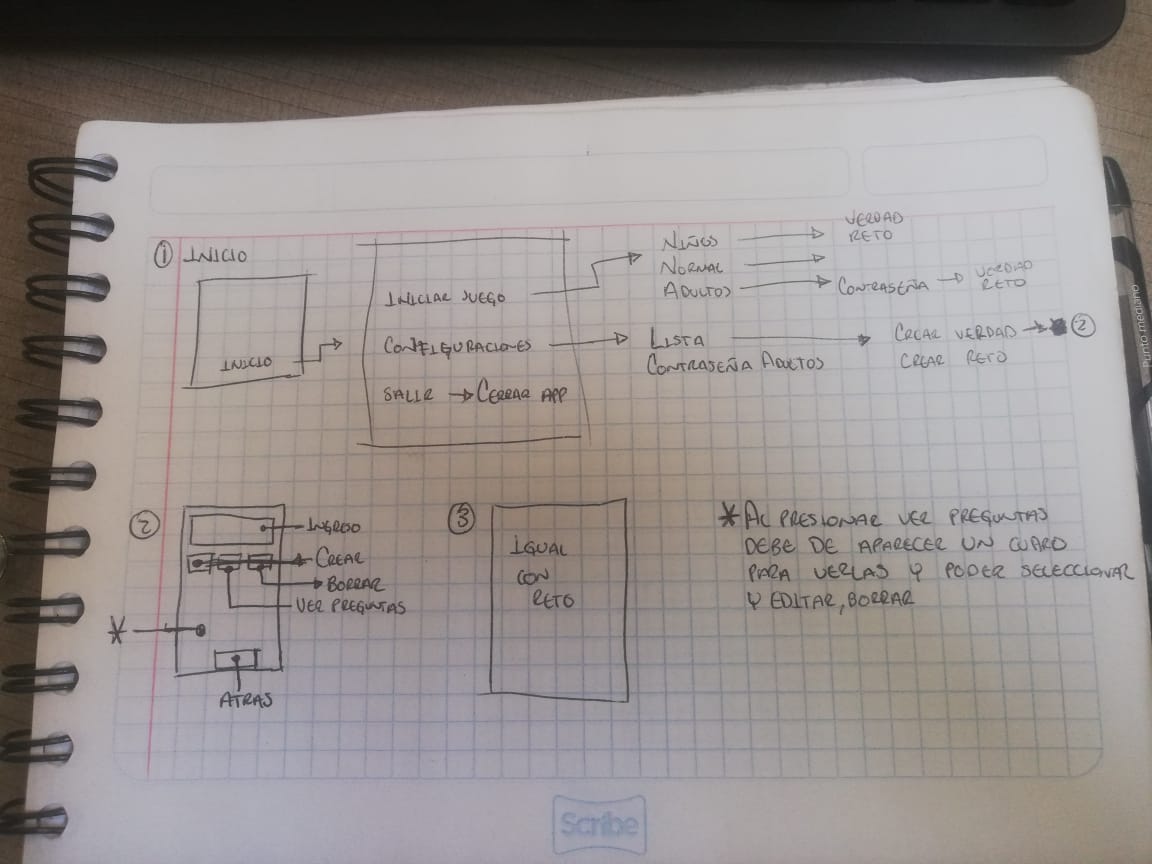 ① INICIO
INICIO
INICIAR JUEGO
CONFIGURACIONES
SALIR → CERRAR APP
NIÑOS → VERDAD
RETO
NORMAL →
ADULTOS → CONTRASEÑA → VERDAD
RETO
LISTA → CREAR VERDAD → ②
CONTRASEÑA ADULTOS
CREAR RETO
②
INGRESO
CREAR
BORRAR
VER PREGUNTAS
*
ATRAS
③
IGUAL
CON
RETO
* AL PRESIONAR VER PREGUNTAS
DEBE DE APARECER UN CUARO
PARA VERLAS Y PODER SELECCIONAR
Y EDITAR, BORRAR
Scribe
Punto mediano